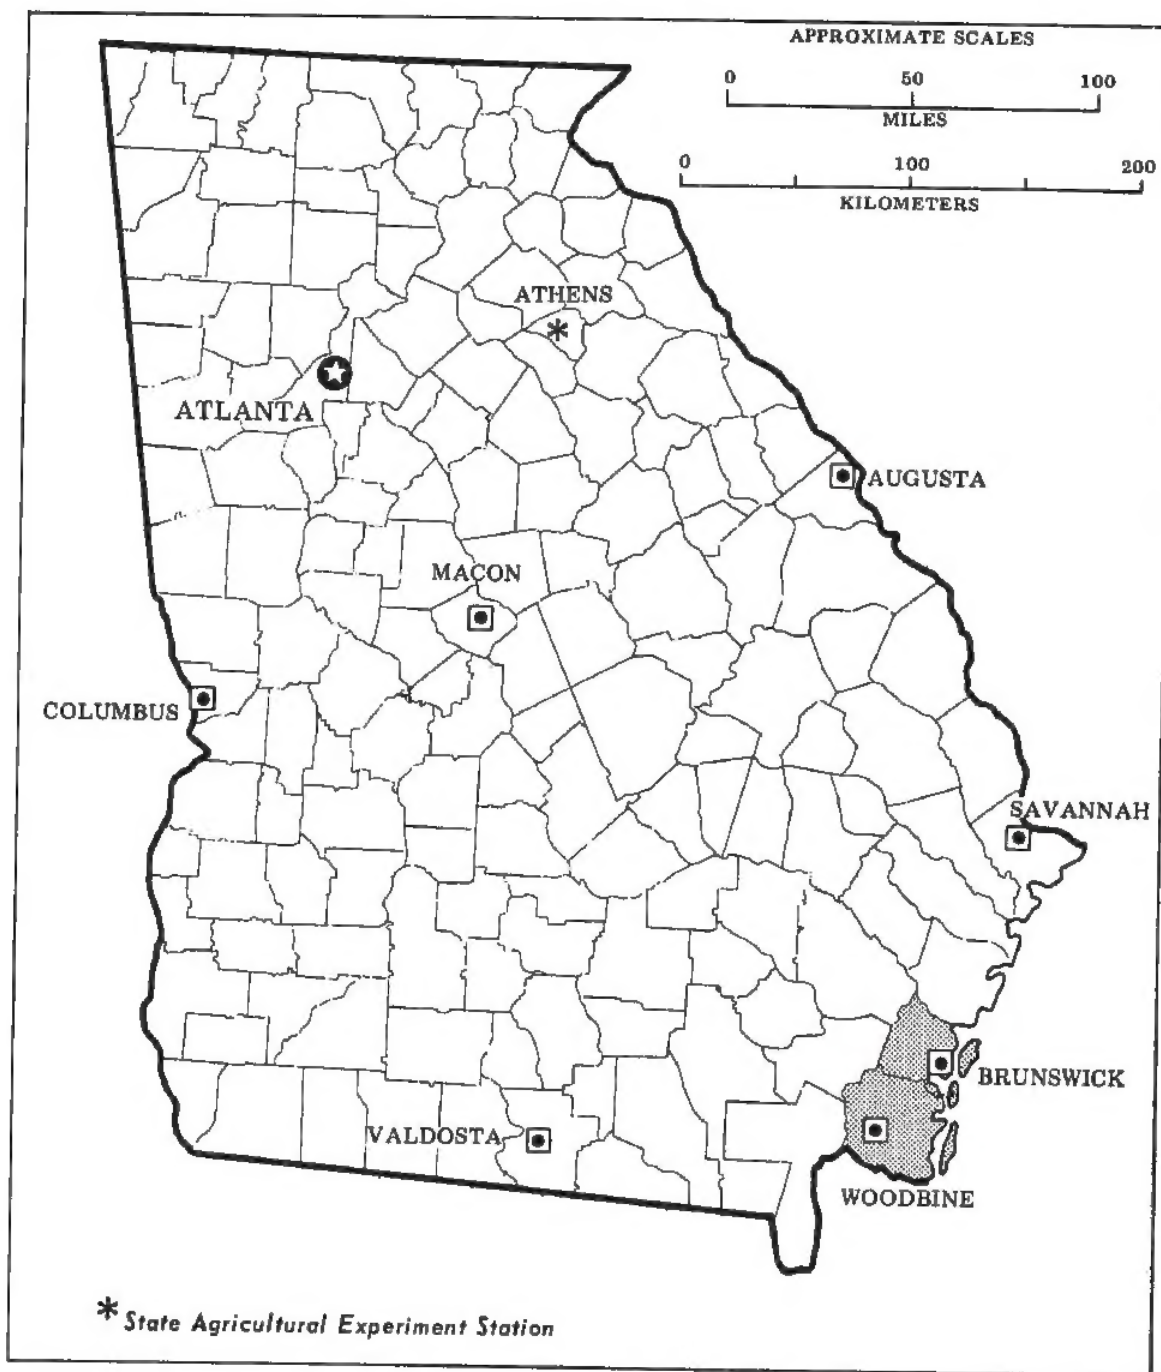 APPROXIMATE SCALES
0 50 100
MILES
0 100 200
KILOMETERS
ATHENS
*
ATLANTA
AUGUSTA
MACON
COLUMBUS
SAVANNAH
BRUNSWICK
VALDOSTA
WOODBINE
* State Agricultural Experiment Station